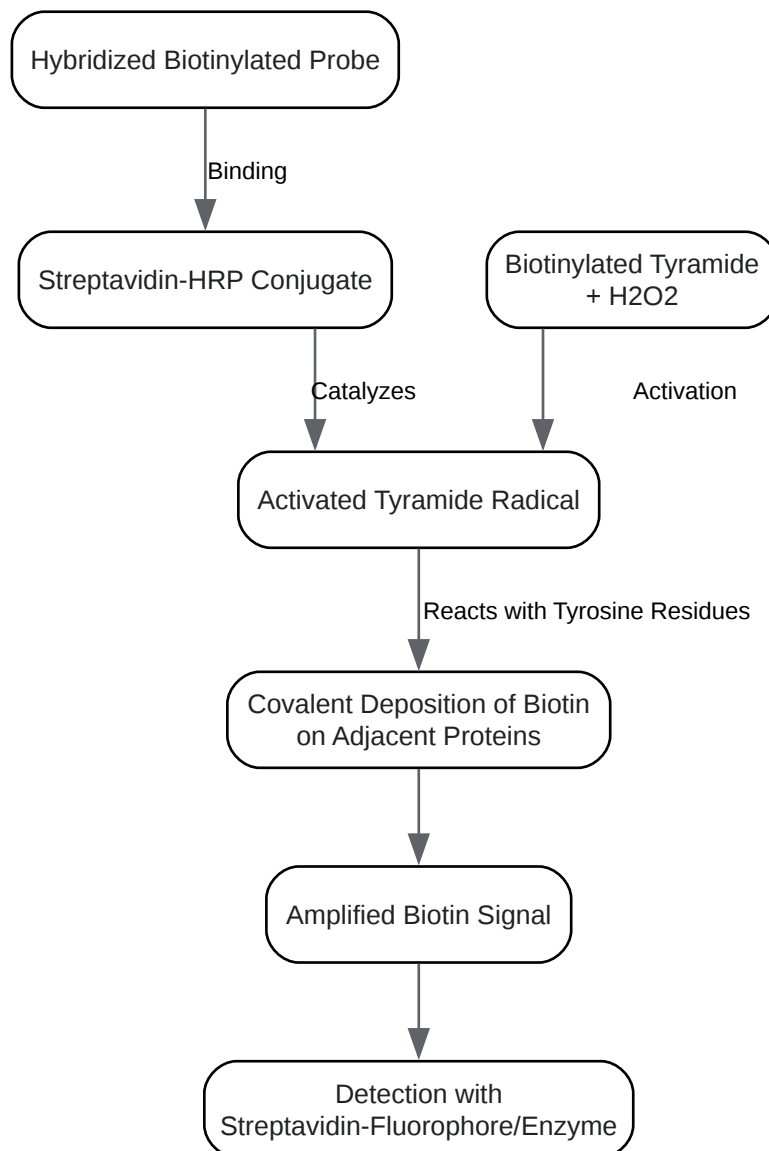 Hybridized Biotinylated Probe
Binding
Streptavidin-HRP Conjugate
Biotinylated Tyramide
+ H2O2
Catalyzes
Activation
Activated Tyramide Radical
Reacts with Tyrosine Residues
Covalent Deposition of Biotin
on Adjacent Proteins
Amplified Biotin Signal
Detection with
Streptavidin-Fluorophore/Enzyme